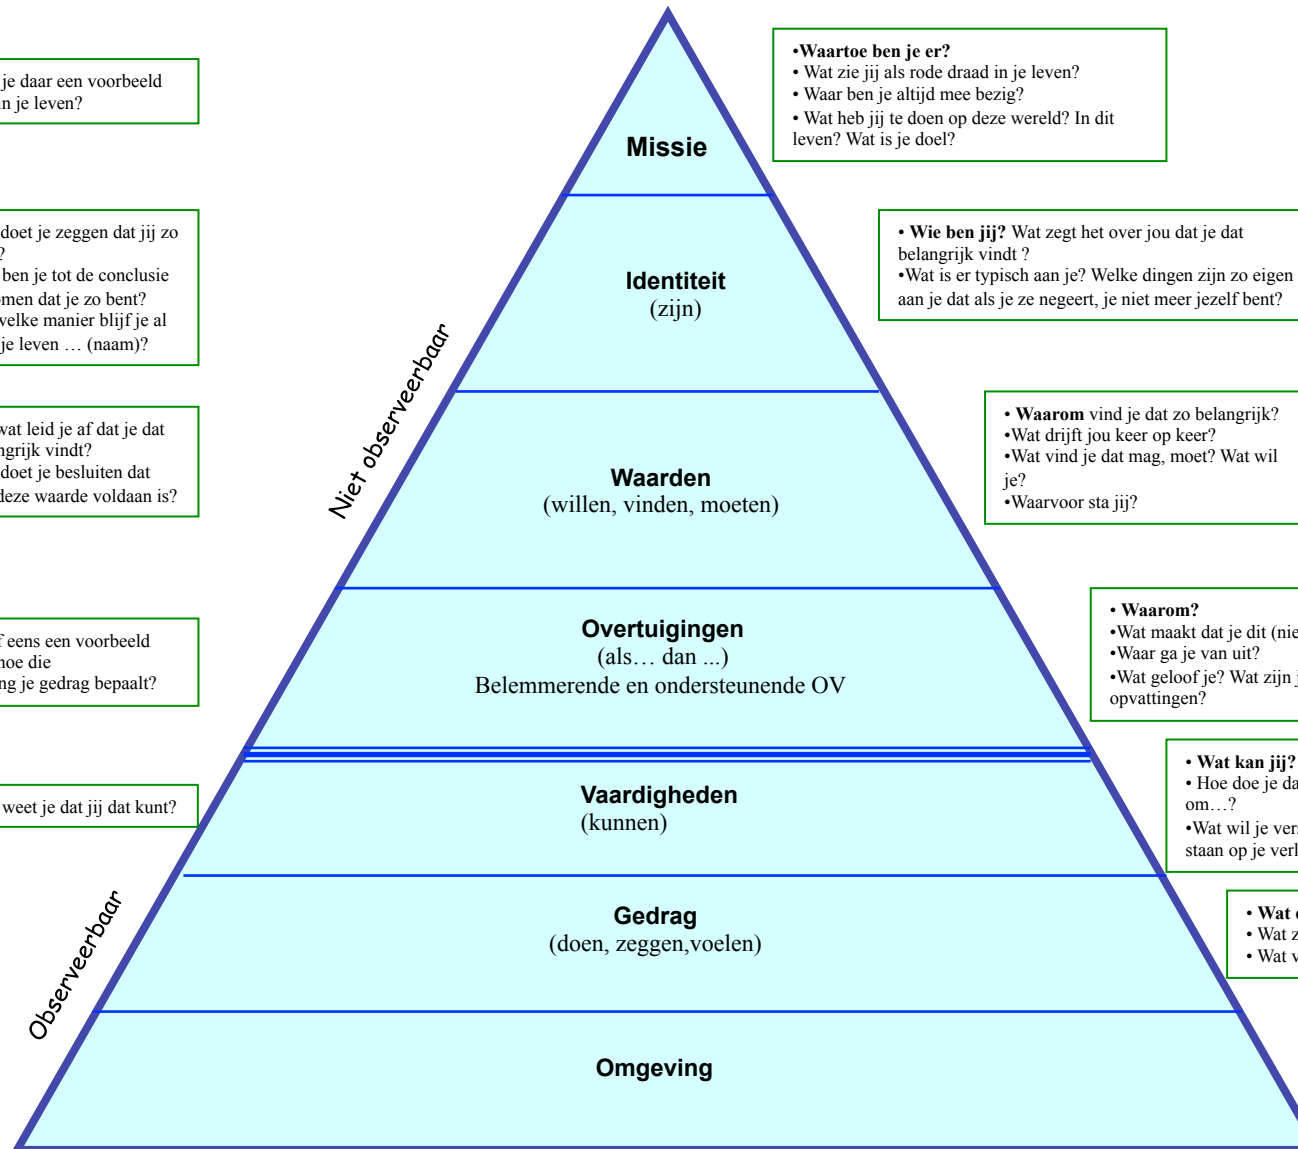 •Waartoe ben je er?
• Wat zie jij als rode draad in je leven?
• Waar ben je altijd mee bezig?
• Wat heb jij te doen op deze wereld? In dit
leven? Wat is je doel?
je daar een voorbeeld
in je leven?
Missie
doet je zeggen dat jij zo
?
ben je tot de conclusie
omen dat je zo bent?
welke manier blijf je al
je leven … (naam)?
Identiteit
(zijn)
• Wie ben jij? Wat zegt het over jou dat je dat
belangrijk vindt ?
•Wat is er typisch aan je? Welke dingen zijn zo eigen
aan je dat als je ze negeert, je niet meer jezelf bent?
Niet observeerbaar
wat leid je af dat je dat
ngrijk vindt?
doet je besluiten dat
deze waarde voldaan is?
Waarden
(willen, vinden, moeten)
• Waarom vind je dat zo belangrijk?
•Wat drijft jou keer op keer?
•Wat vind je dat mag, moet? Wat wil
je?
•Waarvoor sta jij?
f eens een voorbeeld
hoe die
ng je gedrag bepaalt?
Overtuigingen
(als… dan ...)
Belemmerende en ondersteunende OV
• Waarom?
•Wat maakt dat je dit (nie
•Waar ga je van uit?
•Wat geloof je? Wat zijn j
opvattingen?
weet je dat jij dat kunt?
Vaardigheden
(kunnen)
• Wat kan jij?
• Hoe doe je da
om…?
•Wat wil je vers
staan op je verl
Observeerbaar
Gedrag
(doen, zeggen,voelen)
• Wat
• Wat z
• Wat v
Omgeving